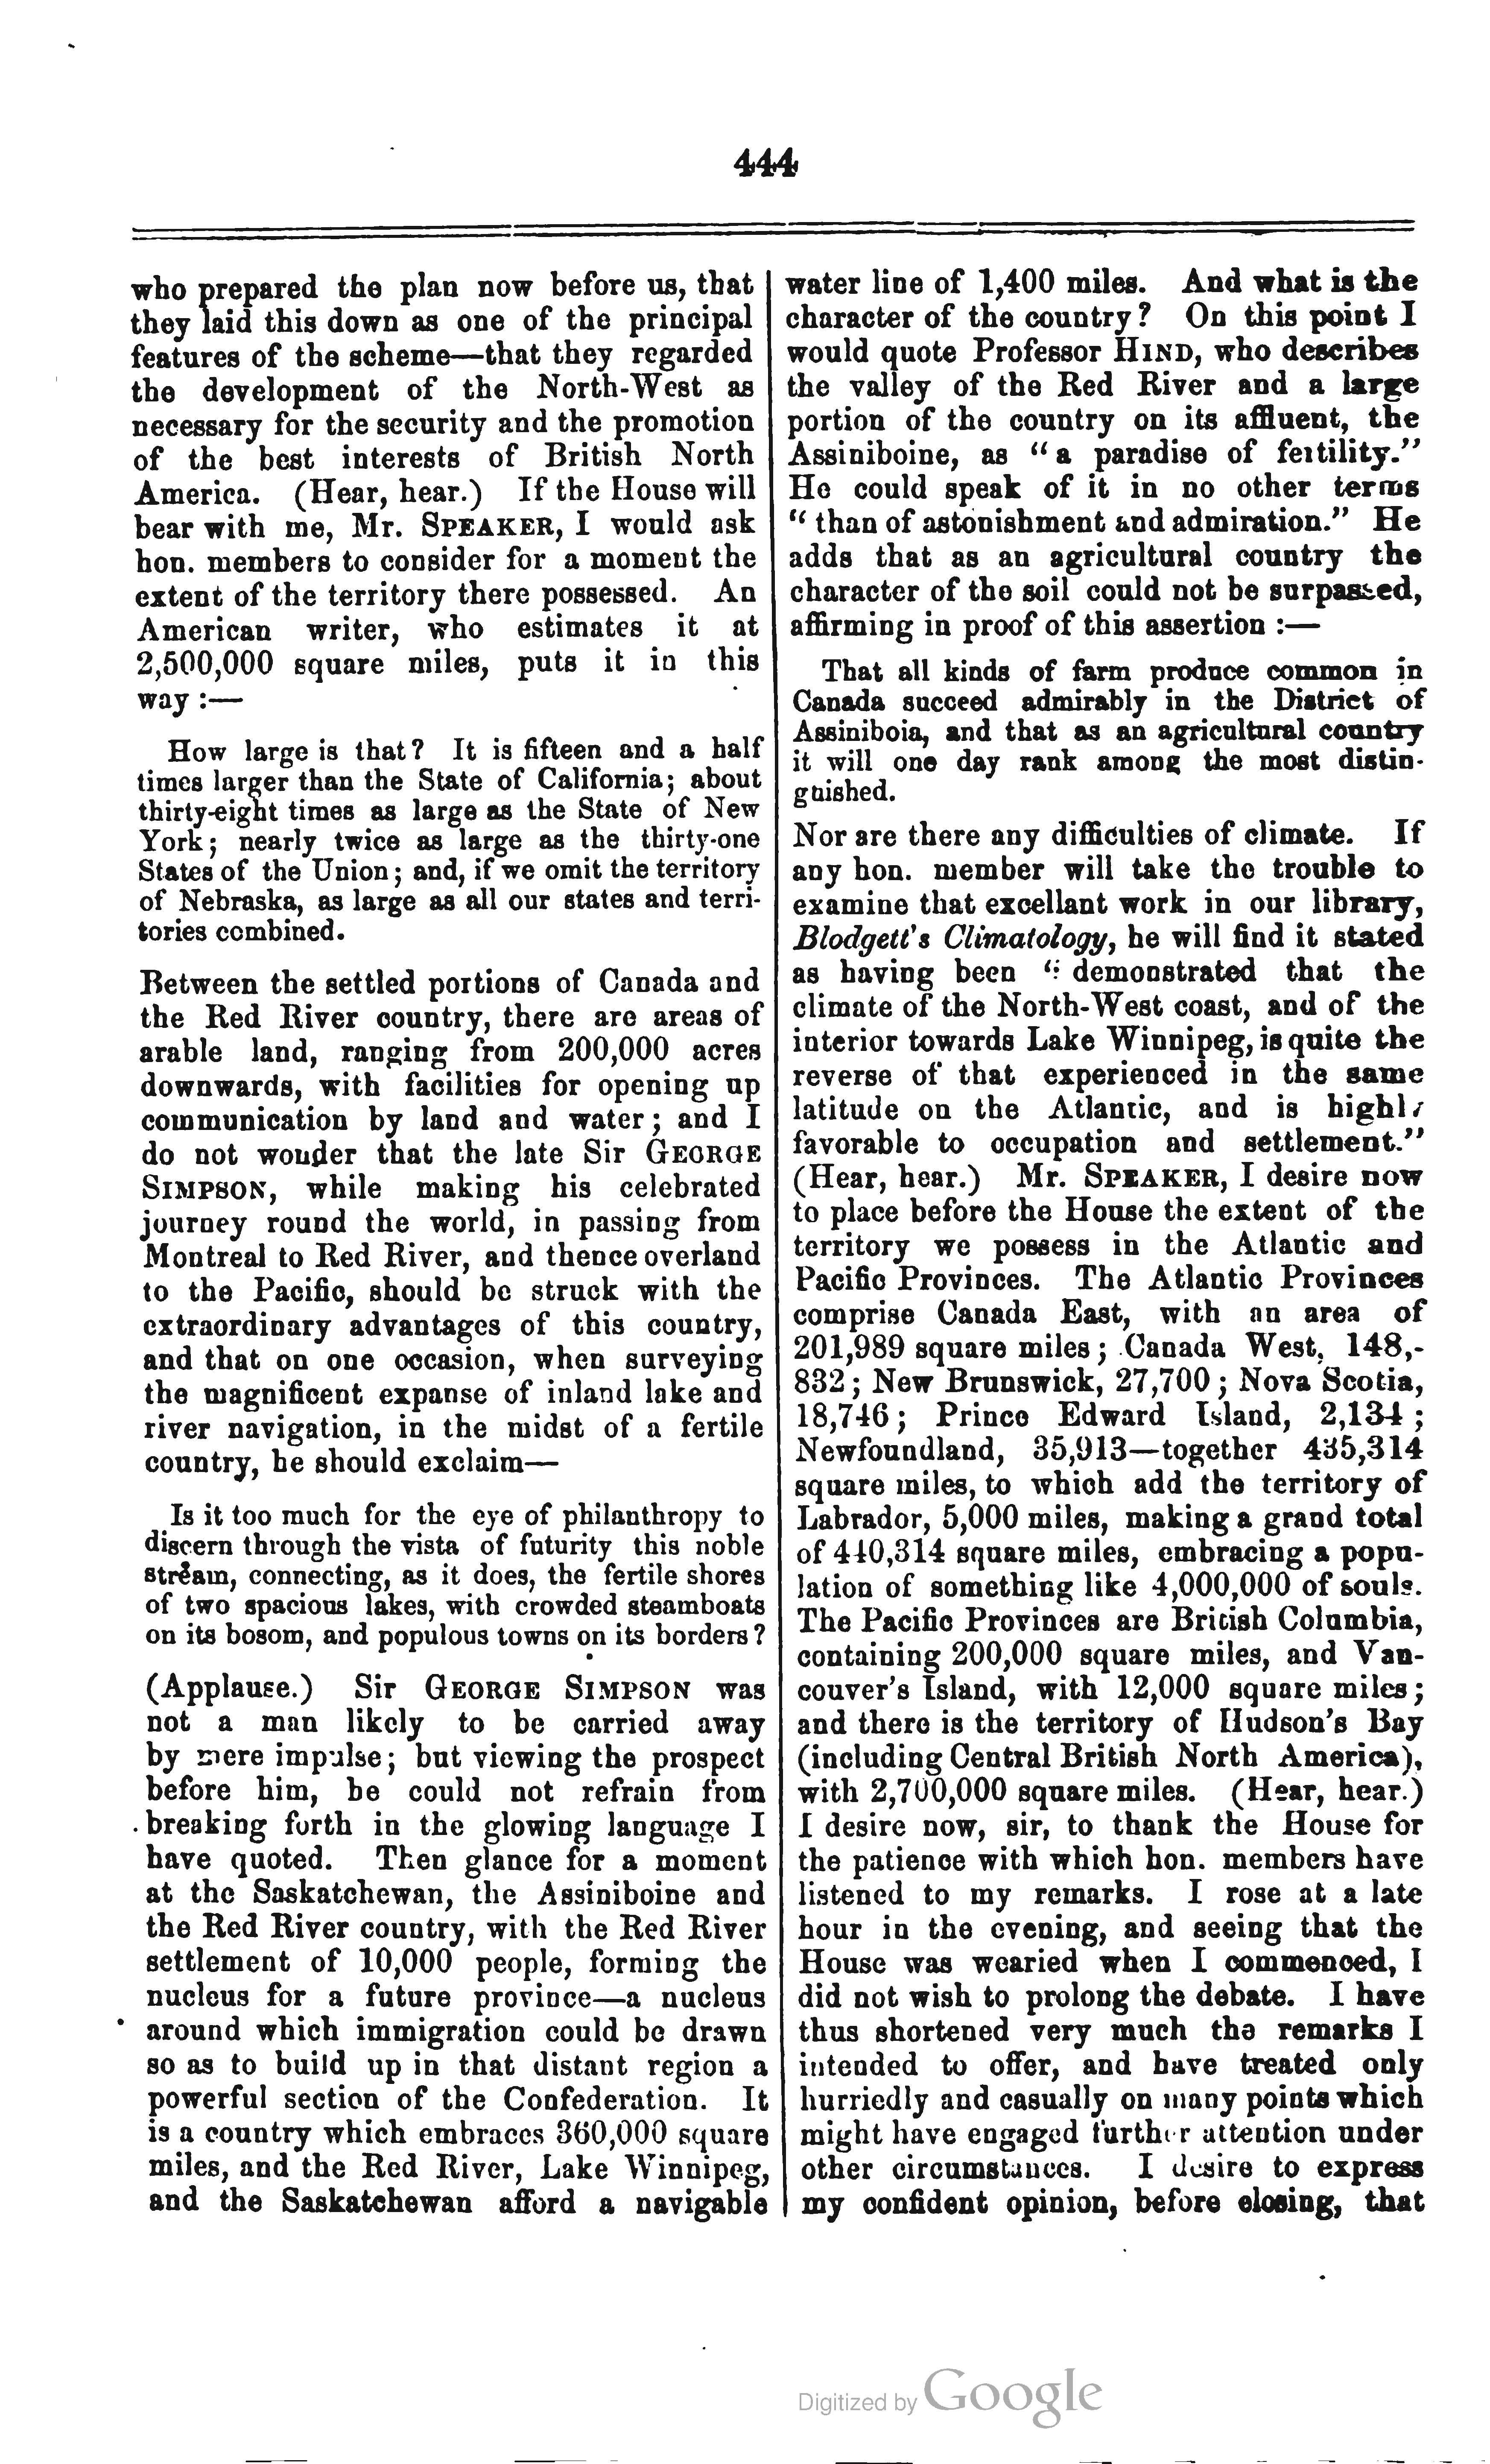 444
who prepared the plan now before us, that
they laid this down as one of the principal
features of the scheme—that they regarded
the development of the North-West as
necessary for the security and the promotion
of the best interests of British North
America. (Hear, hear.) If the House will
bear with me, Mr. SPEAKER, I would ask
hon. members to consider for a moment the
extent of the territory there possessed. An
American writer, who estimates it at
2,500,000 square miles, puts it in this
way :—
How large is that? It is fifteen and a half
times larger than the State of California; about
thirty-eight times as large as the State of New
York; nearly twice as large as the thirty-one
States of the Union; and, if we omit the territory
of Nebraska, as large as all our states and terri-
tories combined.
Between the settled portions of Canada and
the Red River country, there are areas of
arable land, ranging from 200,000 acres
downwards, with facilities for opening up
communication by land and water; and I
do not wonder that the late Sir GEORGE
SIMPSON, while making his celebrated
journey round the world, in passing from
Montreal to Red River, and thence overland
to the Pacific, should be struck with the
extraordinary advantages of this country,
and that on one occasion, when surveying
the magnificent expanse of inland lake and
river navigation, in the midst of a fertile
country, he should exclaim—
Is it too much for the eye of philanthropy to
discern through the vista of futurity this noble
stream, connecting, as it does, the fertile shores
of two spacious lakes, with crowded steamboats
on its bosom, and populous towns on its borders?
(Applause.) Sir GEORGE SIMPSON was
not a man likely to be carried away
by mere impulse; but viewing the prospect
before him, he could not refrain from
breaking forth in the glowing language I
have quoted. Then glance for a moment
at the Saskatchewan, the Assiniboine and
the Red River country, with the Red River
settlement of 10,000 people, forming the
nucleus for a future province—a nucleus
around which immigration could be drawn
so as to build up in that distant region a
powerful section of the Confederation. It
is a country which embraces 360,000 square
miles, and the Red River, Lake Winnipeg,
and the Saskatchewan afford a navigable
water line of 1,400 miles. And what is the
character of the country? On this point I
would quote Professor HIND, who describes
the valley of the Red River and a large
portion of the country on its affluent, the
Assiniboine, as "a paradise of fertility."
He could speak of it in no other terms
"than of astonishment and admiration." He
adds that as an agricultural country the
character of the soil could not be surpassed,
affirming in proof of this assertion :—
That all kinds of farm produce common in
Canada succeed admirably in the District of
Assiniboia, and that as an agricultural country
it will one day rank among the most distin-
guished.
Nor are there any difficulties of climate. If
any hon. member will take the trouble to
examine that excellant work in our library,
Blodgett's Climatology, he will find it stated
as having been "demonstrated that the
climate of the North-West coast, and of the
interior towards Lake Winnipeg, is quite the
reverse of that experienced in the same
latitude on the Atlantic, and is highly
favorable to occupation and settlement."
(Hear, hear.) Mr. SPEAKER, I desire now
to place before the House the extent of the
territory we possess in the Atlantic and
Pacific Provinces. The Atlantic Provinces
comprise Canada East, with an area of
201,989 square miles; Canada West, 148,-
832; New Brunswick, 27,700; Nova Scotia,
18,746; Prince Edward Island, 2,134;
Newfoundland, 35,913—together 435,314
square miles, to which add the territory of
Labrador, 5,000 miles, making a grand total
of 440,314 square miles, embracing a popu-
lation of something like 4,000,000 of souls.
The Pacific Provinces are British Columbia,
containing 200,000 square miles, and Van-
couver's Island, with 12,000 square miles;
and there is the territory of Hudson's Bay
(including Central British North America),
with 2,700,000 square miles. (Hear, hear.)
I desire now, sir, to thank the House for
the patience with which hon. members have
listened to my remarks. I rose at a late
hour in the evening, and seeing that the
House was wearied when I commenced, I
did not wish to prolong the debate. I have
thus shortened very much the remarks I
intended to offer, and have treated only
hurriedly and casually on many points which
might have engaged further attention under
other circumstances. I desire to express
my confident opinion, before closing, that
Digitized by Google